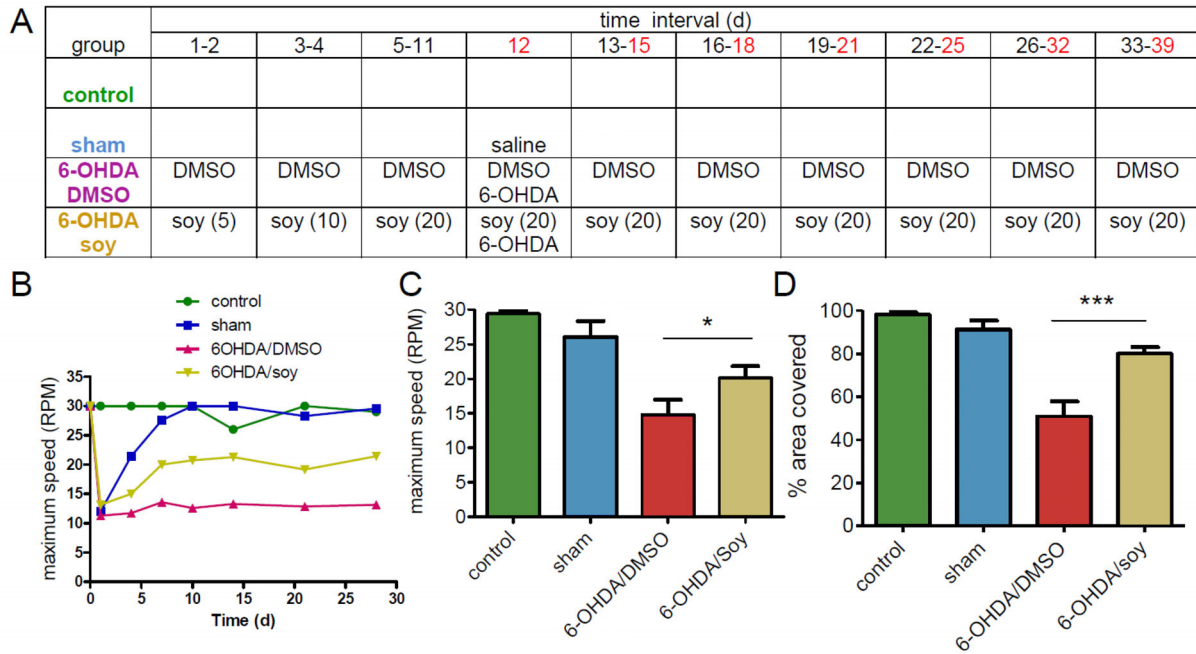 A
time interval (d)
group 1-2 3-4 5-11 12 13-15 16-18 19-21 22-25 26-32 33-39
control
sham saline
6-OHDA DMSO DMSO DMSO DMSO DMSO DMSO DMSO DMSO DMSO DMSO
DMSO 6-OHDA
6-OHDA soy (5) soy (10) soy (20) soy (20) soy (20) soy (20) soy (20) soy (20) soy (20) soy (20)
soy 6-OHDA
B
control
sham
6OHDA/DMSO
6OHDA/soy
maximum speed (RPM)
35
30
25
20
15
10
5
0
0 5 10 15 20 25 30
Time (d)
C
maximum speed (RPM)
30
25
20
15
10
5
0
*
control
sham
6-OHDA/DMSO
6-OHDA/Soy
D
% area covered
100
80
60
40
20
0
***
control
sham
6-OHDA/DMSO
6-OHDA/soy